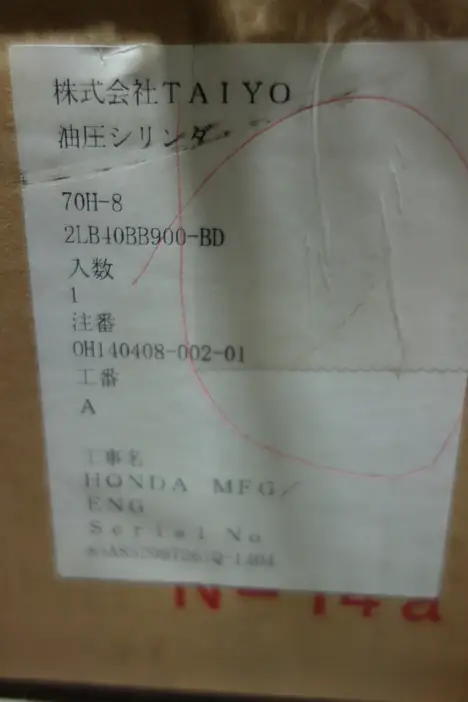 株式会社TAIYO
油圧シリンダ
70H-8
2LB40BB900-BD
入数
1
注番
OH140408-002-01
工番
A
工事名
HONDA MFG/
ENG
Serial No